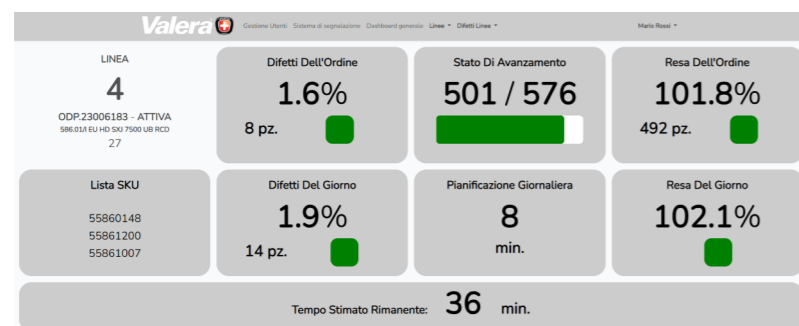 Valera Gestione Utenti Sistema di segnalazione Dashboard generale Linee Difetti Linee Mario Rossi
LINEA
4
ODP.23006183 - ATTIVA
586.01/I EU HD SXJ 7500 UB RCD
27
Difetti Dell'Ordine
1.6%
8 pz.
Stato Di Avanzamento
501 / 576
Resa Dell'Ordine
101.8%
492 pz.
Lista SKU
55860148
55861200
55861007
Difetti Del Giorno
1.9%
14 pz.
Pianificazione Giornaliera
8
min.
Resa Del Giorno
102.1%
Tempo Stimato Rimanente: 36 min.